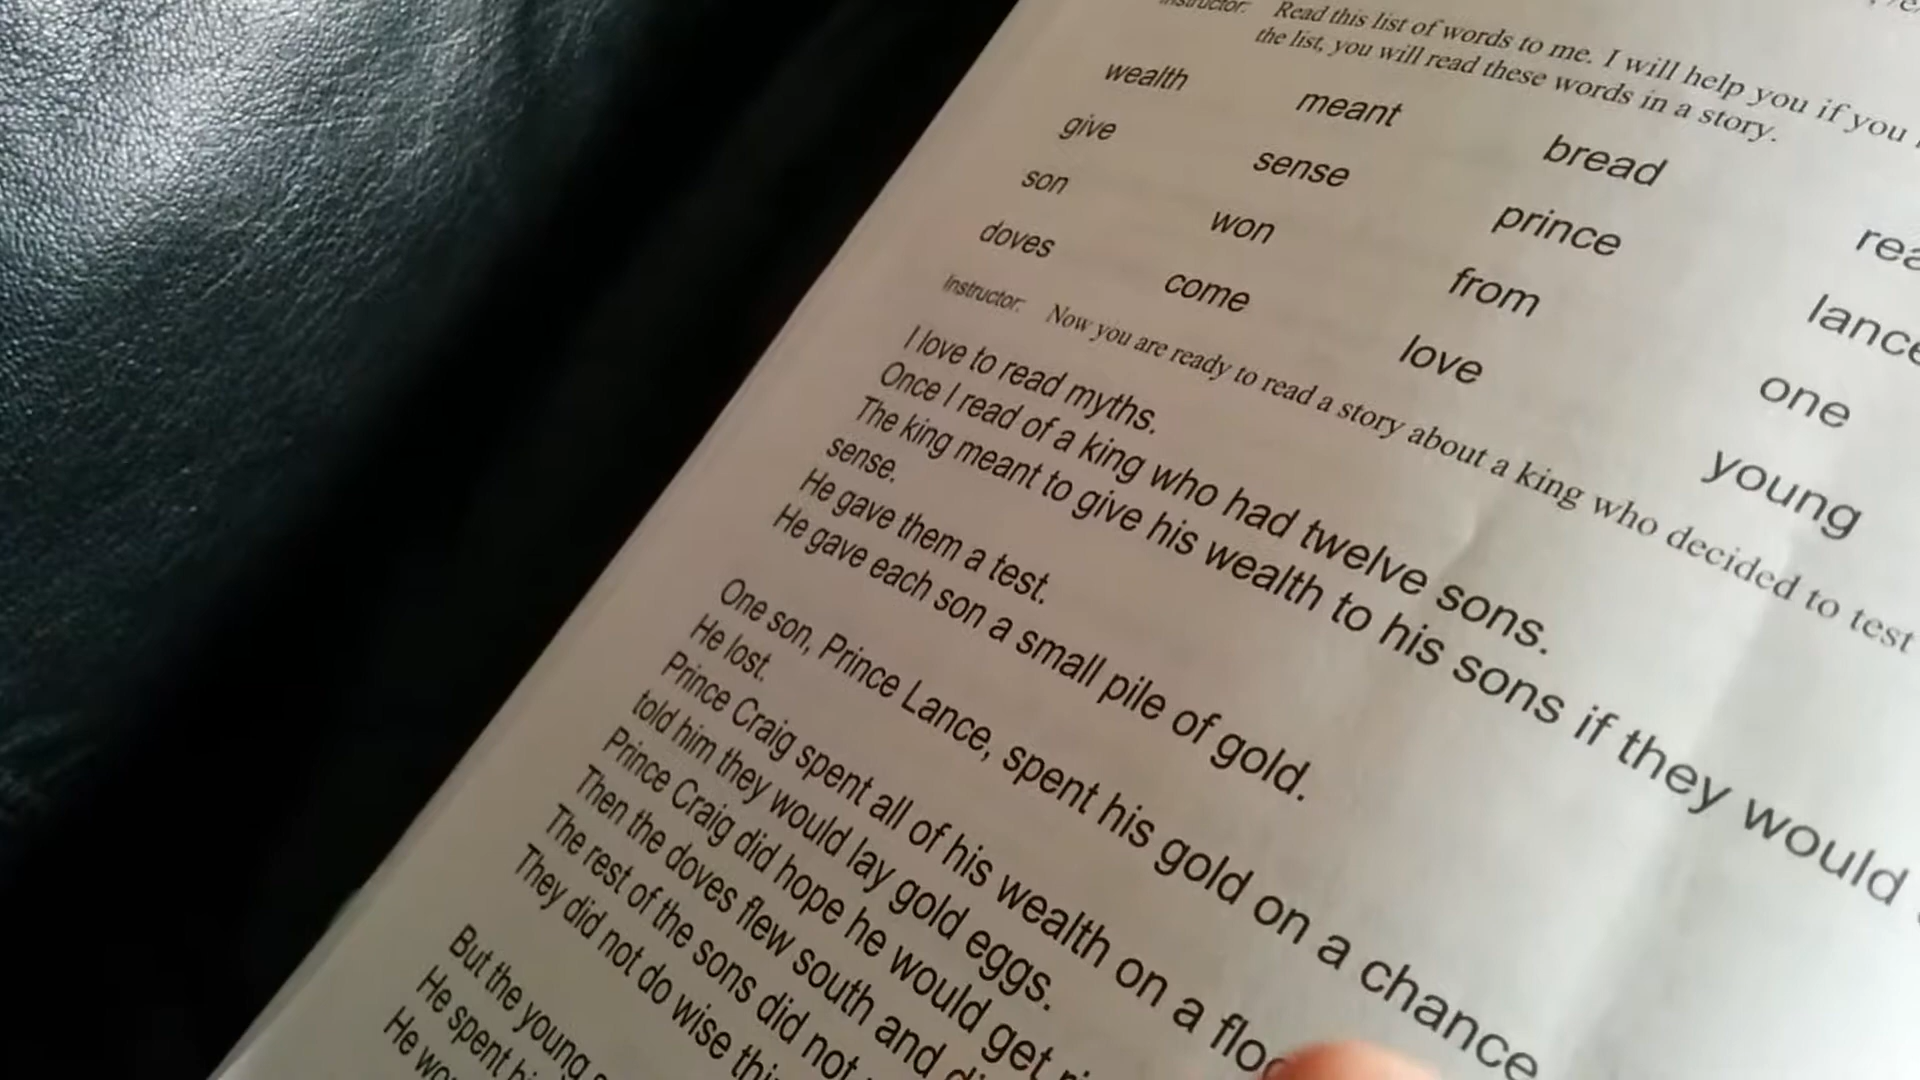 Instructor: Read this list of words to me. I will help you if you
the list, you will read these words in a story.
wealth meant bread
give sense prince
son won from lance
doves come love one
young
Instructor: Now you are ready to read a story about a king who decided to test
I love to read myths.
Once I read of a king who had twelve sons.
The king meant to give his wealth to his sons if they would
sense.
He gave them a test.
He gave each son a small pile of gold.
One son, Prince Lance, spent his gold on a chance
He lost.
Prince Craig spent all of his wealth on a
told him they would lay gold eggs.
Prince Craig did hope he would get
Then the doves flew south and
The rest of the sons did not
They did not do wise
But the young
He spent
He